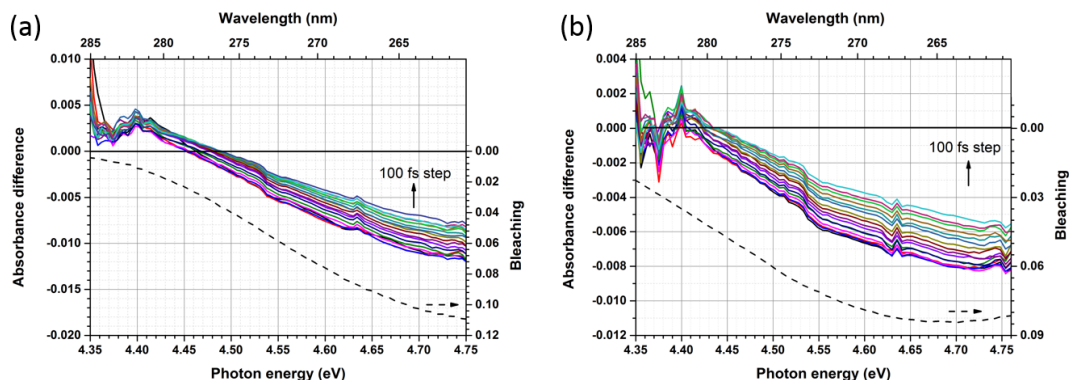 (a)
Wavelength (nm)
285 280 275 270 265
0.010
0.005
0.000
-0.005
-0.010
-0.015
-0.020
Absorbance difference
100 fs step
0.00
0.02
0.04
0.06
0.08
0.10
0.12
Bleaching
4.35 4.40 4.45 4.50 4.55 4.60 4.65 4.70 4.75
Photon energy (eV)
(b)
Wavelength (nm)
285 280 275 270 265
0.004
0.002
0.000
-0.002
-0.004
-0.006
-0.008
-0.010
-0.012
Absorbance difference
100 fs step
0.00
0.03
0.06
0.09
Bleaching
4.35 4.40 4.45 4.50 4.55 4.60 4.65 4.70 4.75
Photon energy (eV)